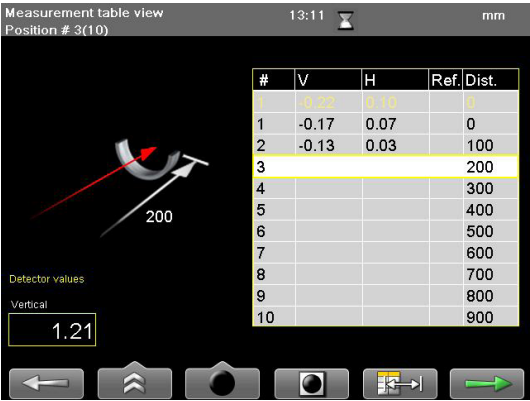 Measurement table view 13:11 mm
Position # 3(10)
# V H Ref. Dist.
1 -0.22 0.10 0
1 -0.17 0.07 0
2 -0.13 0.03 100
3 200
4 300
5 400
6 500
7 600
8 700
9 800
10 900
200
Detector values
Vertical
1.21